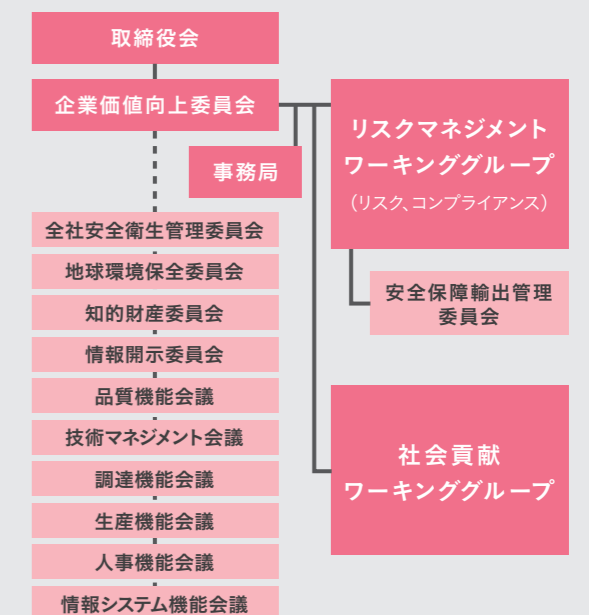 取締役会
企業価値向上委員会
事務局
全社安全衛生管理委員会
地球環境保全委員会
知的財産委員会
情報開示委員会
品質機能会議
技術マネジメント会議
調達機能会議
生産機能会議
人事機能会議
情報システム機能会議
リスクマネジメント
ワーキンググループ
（リスク、コンプライアンス）
安全保障輸出管理
委員会
社会貢献
ワーキンググループ